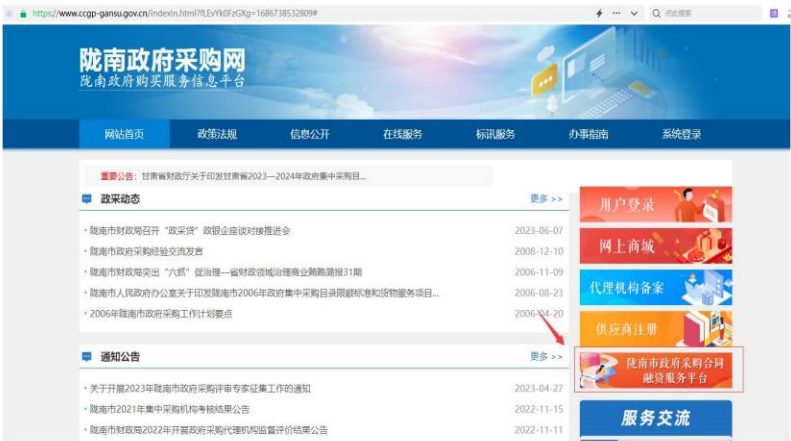 https://www.ccgp-gansu.gov.cn/indexln.html?fLEvYk0FzGXg=1686738532809#
点此搜索
陇南政府采购网
陇南政府购买服务信息平台
网站首页 政策法规 信息公开 在线服务 标讯服务 办事指南 系统登录
重要公告：甘肃省财政厅关于印发甘肃省2023—2024年政府集中采购目...
政采动态 更多 >>
· 陇南市财政局召开“政采贷”政银企座谈对接推进会 2023-06-07
· 陇南市政府采购经验交流发言 2008-12-10
· 陇南市财政局突出“六抓”促治理—省财政领域治理商业贿赂简报31期 2006-11-09
· 陇南市人民政府办公室关于印发陇南市2006年政府集中采购目录限额标准和货物服务项目... 2006-08-23
· 2006年陇南市政府采购工作计划要点 2006-04-20
通知公告 更多 >>
· 关于开展2023年陇南市政府采购评审专家征集工作的通知 2023-04-27
· 陇南市2021年集中采购机构考核结果公告 2022-11-15
· 陇南市财政局2022年开展政府采购代理机构监督评价结果公告 2022-11-11
用户登录
网上商城
代理机构备案
供应商注册
陇南市政府采购合同
融资服务平台
服务交流